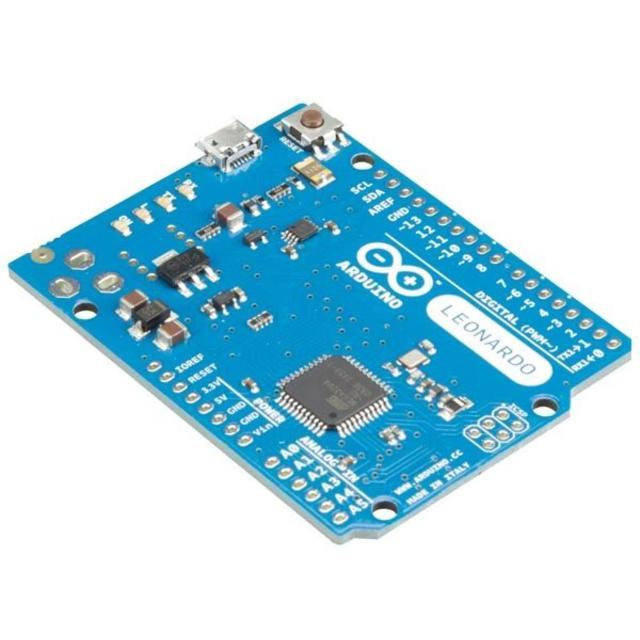 RESET
SCL
SDA
AREF
GND
~13
12
~11
~10
~9
8
7
~6
~5
4
~3
2
TX→1
RX←0
DIGITAL (PWM~)
ARDUINO
LEONARDO
IOREF
RESET
3.3V
5V
GND
GND
Vin
POWER
ANALOG IN
A0
A1
A2
A3
A4
A5
ICSP
WWW.ARDUINO.CC
MADE IN ITALY